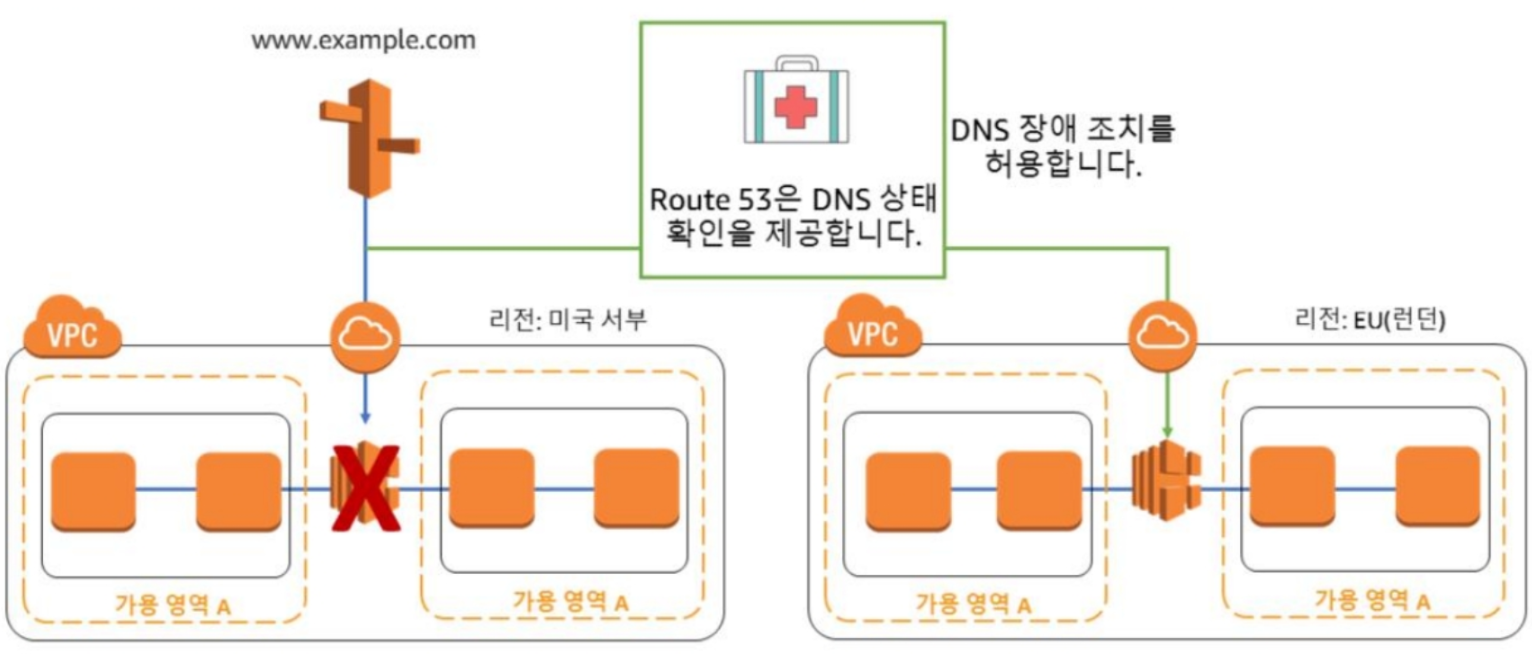 www.example.com
DNS 장애 조치를
허용합니다.
Route 53은 DNS 상태
확인을 제공합니다.
VPC
리전: 미국 서부
VPC
리전: EU(런던)
가용 영역 A
가용 영역 A
가용 영역 A
가용 영역 A